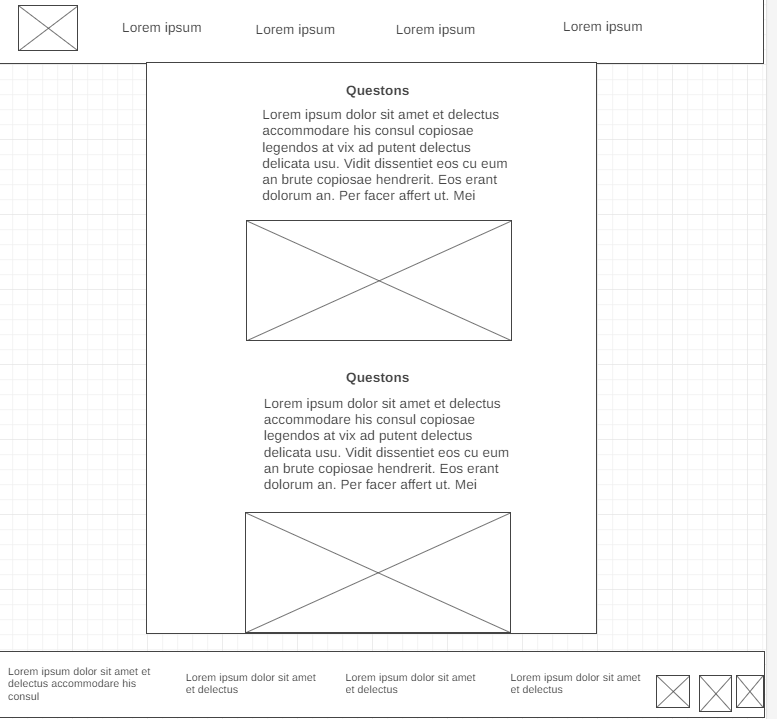 Lorem ipsum
Lorem ipsum
Lorem ipsum
Lorem ipsum
Questons
Lorem ipsum dolor sit amet et delectus
accommodare his consul copiosae
legendos at vix ad putent delectus
delicata usu. Vidit dissentiet eos cu eum
an brute copiosae hendrerit. Eos erant
dolorum an. Per facer affert ut. Mei
Questons
Lorem ipsum dolor sit amet et delectus
accommodare his consul copiosae
legendos at vix ad putent delectus
delicata usu. Vidit dissentiet eos cu eum
an brute copiosae hendrerit. Eos erant
dolorum an. Per facer affert ut. Mei
Lorem ipsum dolor sit amet et
delectus accommodare his
consul
Lorem ipsum dolor sit amet
et delectus
Lorem ipsum dolor sit amet
et delectus
Lorem ipsum dolor sit amet
et delectus